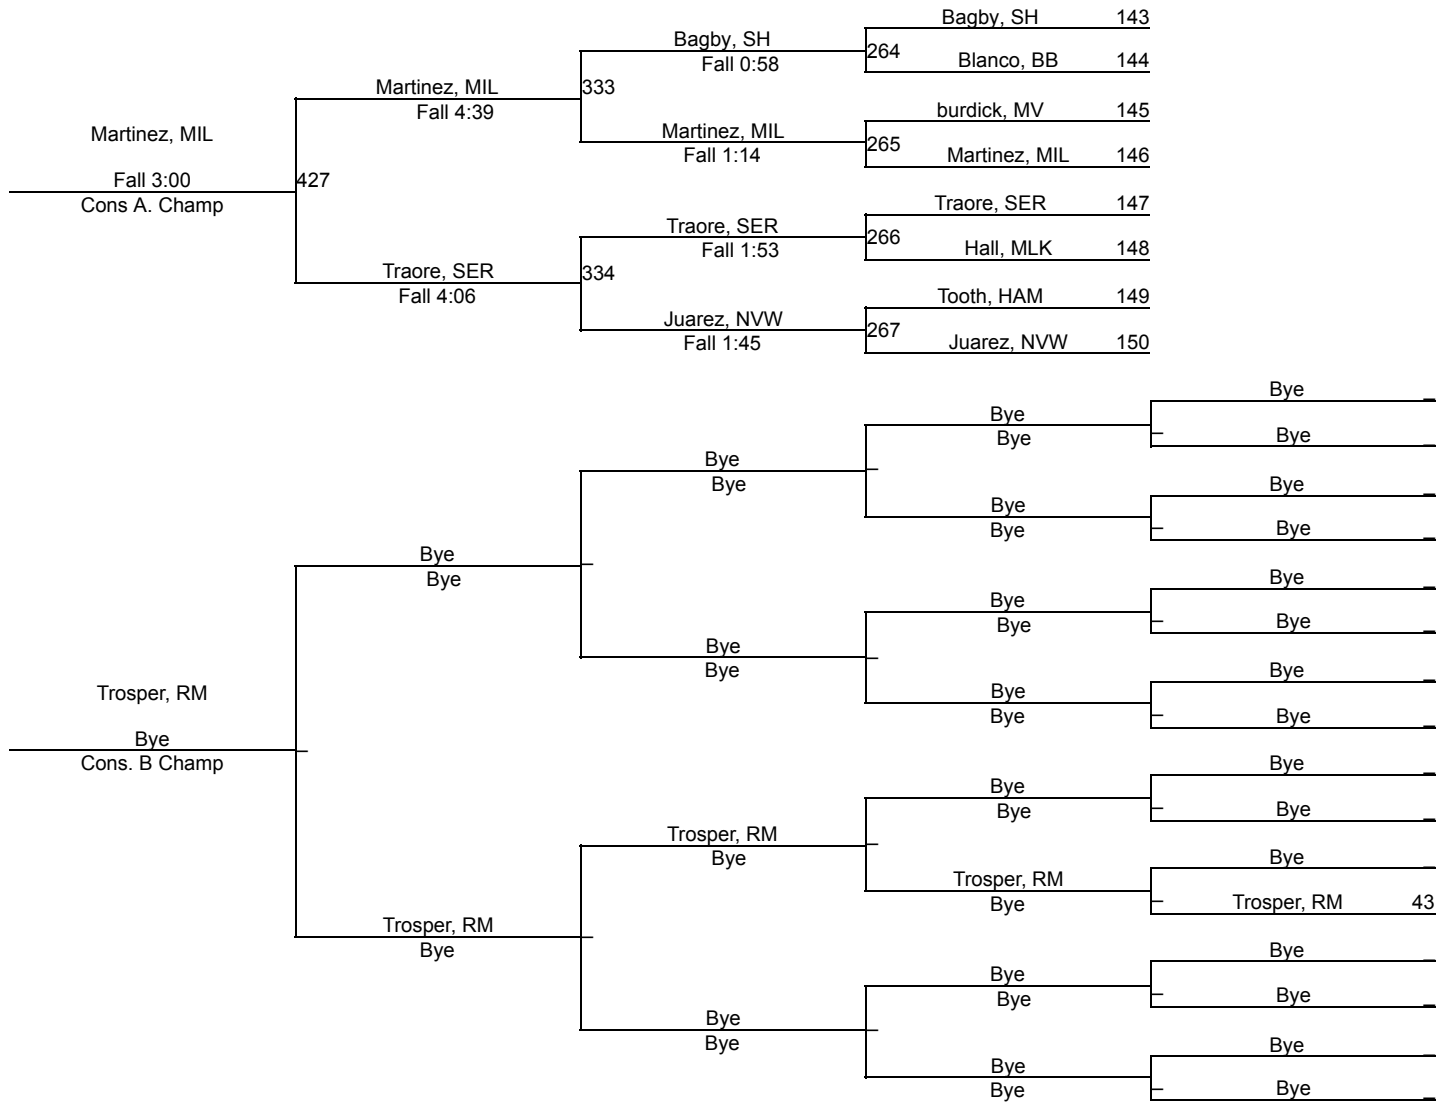 Bagby, SH 143
Bagby, SH
264
Fall 0:58
Blanco, BB 144
Martinez, MIL
333
Fall 4:39
burdick, MV 145
Martinez, MIL
Martinez, MIL
265
Fall 1:14
Martinez, MIL 146
Fall 3:00
427
Cons A. Champ
Traore, SER 147
Traore, SER
266
Fall 1:53
Hall, MLK 148
Traore, SER
334
Fall 4:06
Tooth, HAM 149
Juarez, NVW
267
Fall 1:45
Juarez, NVW 150
Bye _
Bye
_
Bye
Bye _
Bye
_
Bye
Bye _
Bye
_
Bye
Bye _
Bye
_
Bye
Bye _
Bye
_
Bye
Bye _
Bye
_
Bye
Bye _
Bye
_
Bye
Bye _
Trosper, RM
Bye
_
Cons. B Champ
Bye _
Bye
_
Bye
Bye _
Trosper, RM
_
Bye
Bye _
Trosper, RM
_
Bye
Trosper, RM 43
Trosper, RM
_
Bye
Bye _
Bye
_
Bye
Bye _
Bye
_
Bye
Bye _
Bye
_
Bye
Bye _